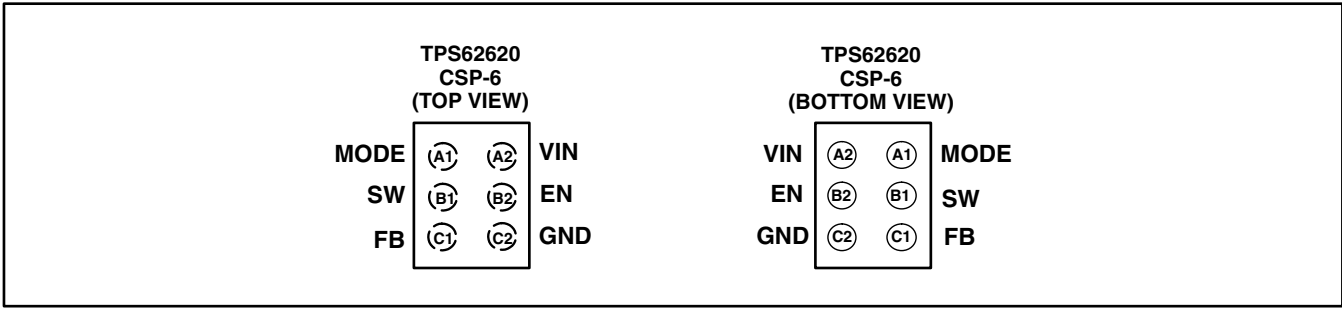 TPS62620
CSP-6
(TOP VIEW)
MODE A1 A2 VIN
SW B1 B2 EN
FB C1 C2 GND
TPS62620
CSP-6
(BOTTOM VIEW)
VIN A2 A1 MODE
EN B2 B1 SW
GND C2 C1 FB